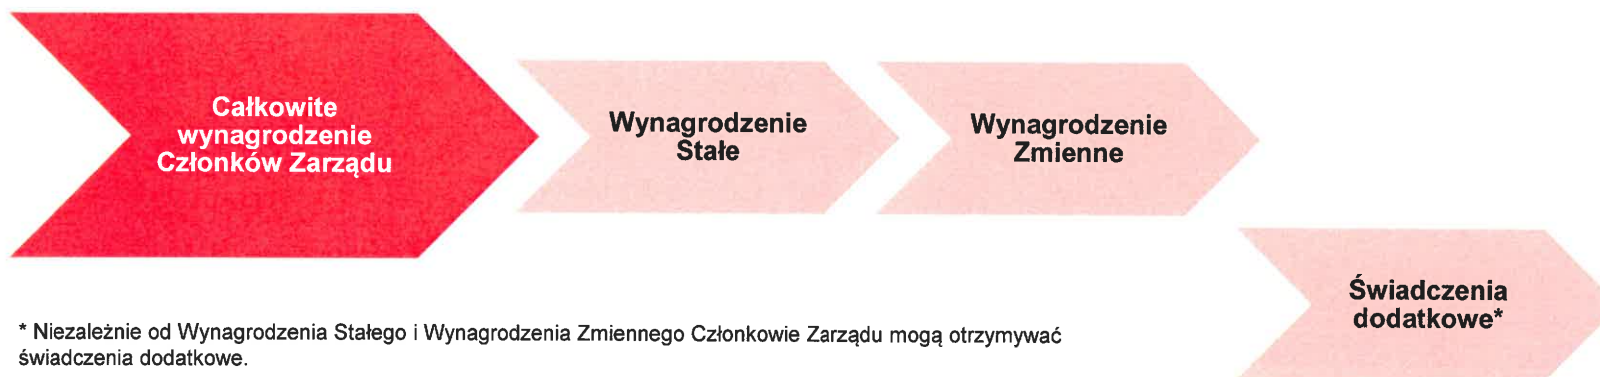 Całkowite
wynagrodzenie
Członków Zarządu
Wynagrodzenie
Stałe
Wynagrodzenie
Zmienne
Świadczenia
dodatkowe*
* Niezależnie od Wynagrodzenia Stałego i Wynagrodzenia Zmiennego Członkowie Zarządu mogą otrzymywać
świadczenia dodatkowe.